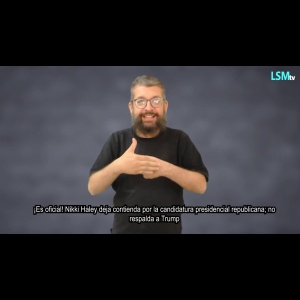 LSMtv
¡Es oficial! Nikki Haley deja contienda por la candidatura presidencial republicana; no
respalda a Trump